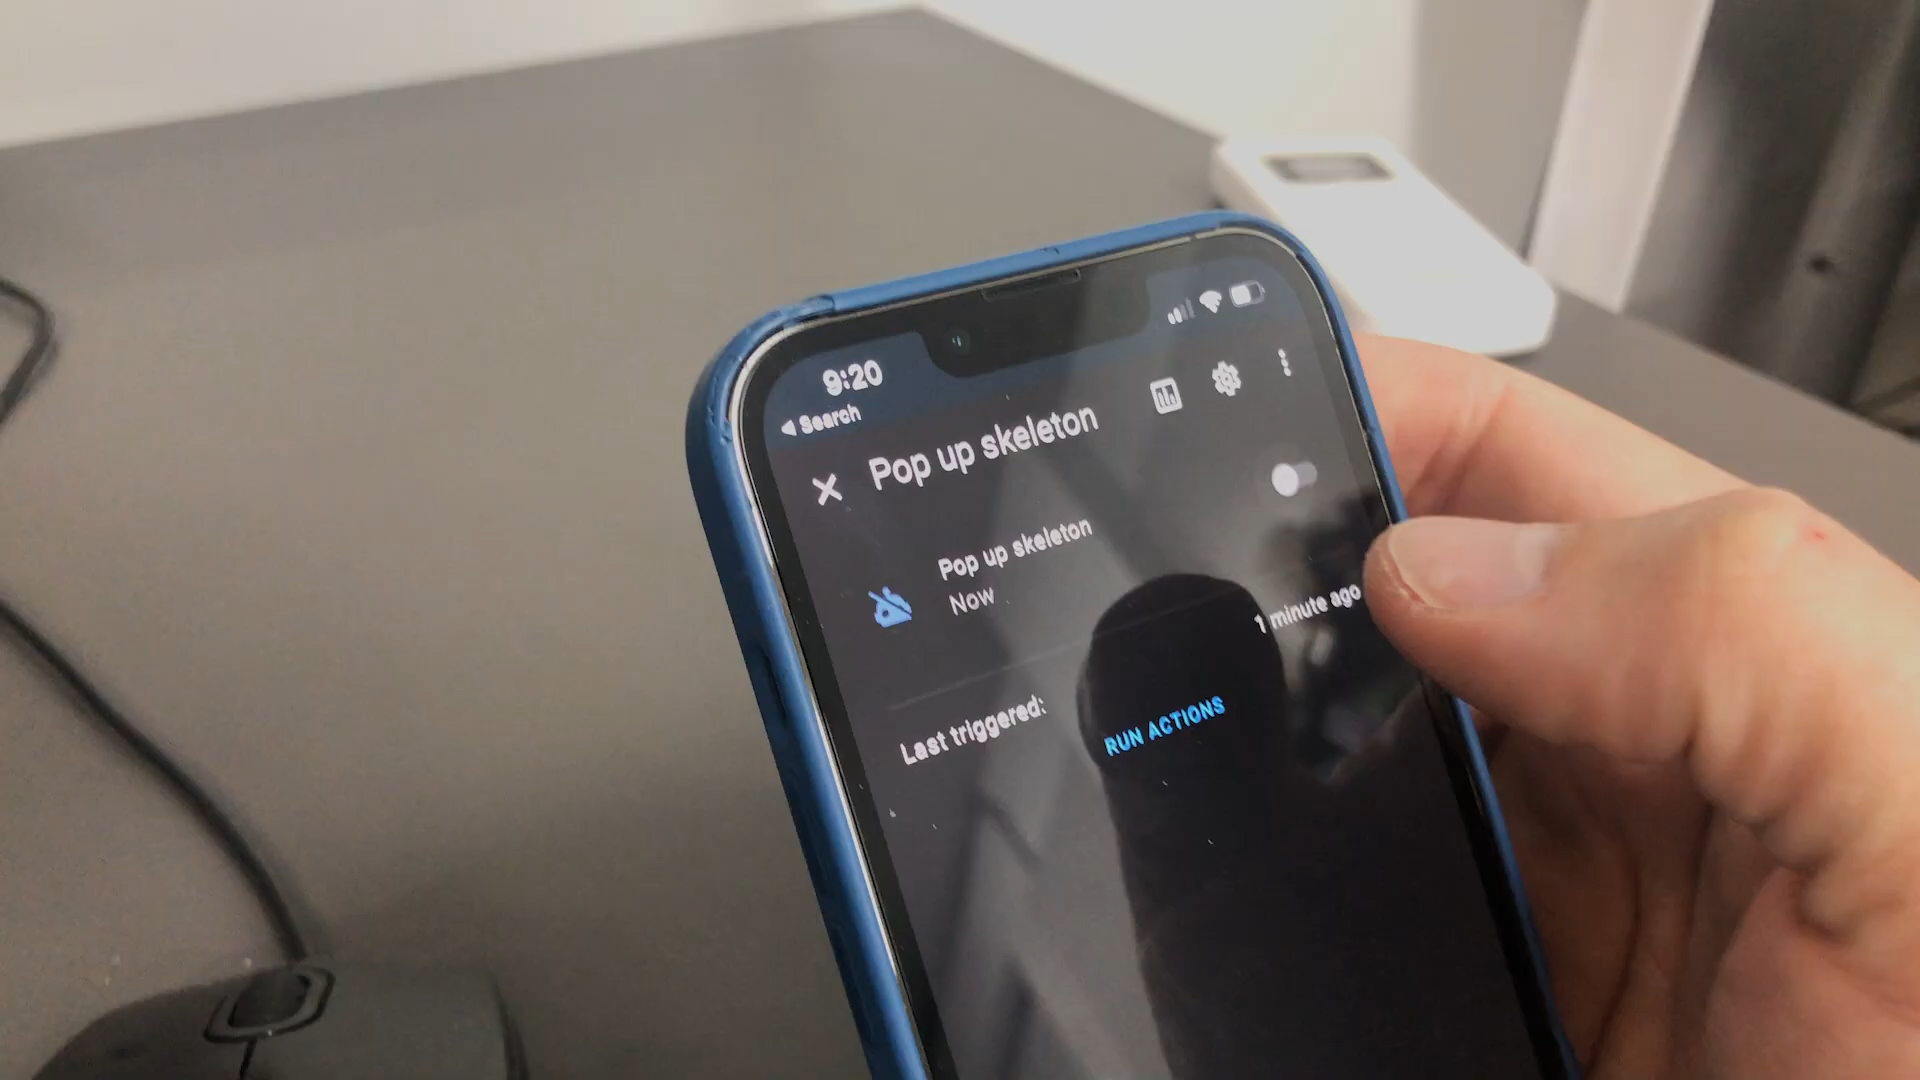 9:20
◀ Search
Pop up skeleton
Pop up skeleton
Now
1 minute ago
Last triggered:
RUN ACTIONS